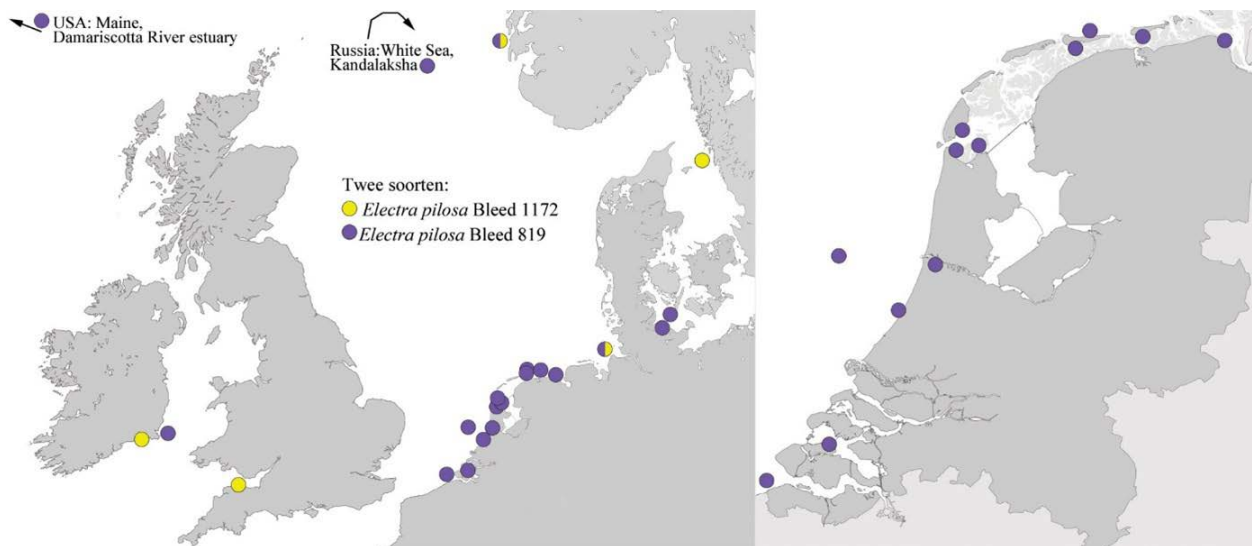 USA: Maine,
Damariscotta River estuary
Russia:White Sea,
Kandalaksha
Twee soorten:
Electra pilosa Bleed 1172
Electra pilosa Bleed 819